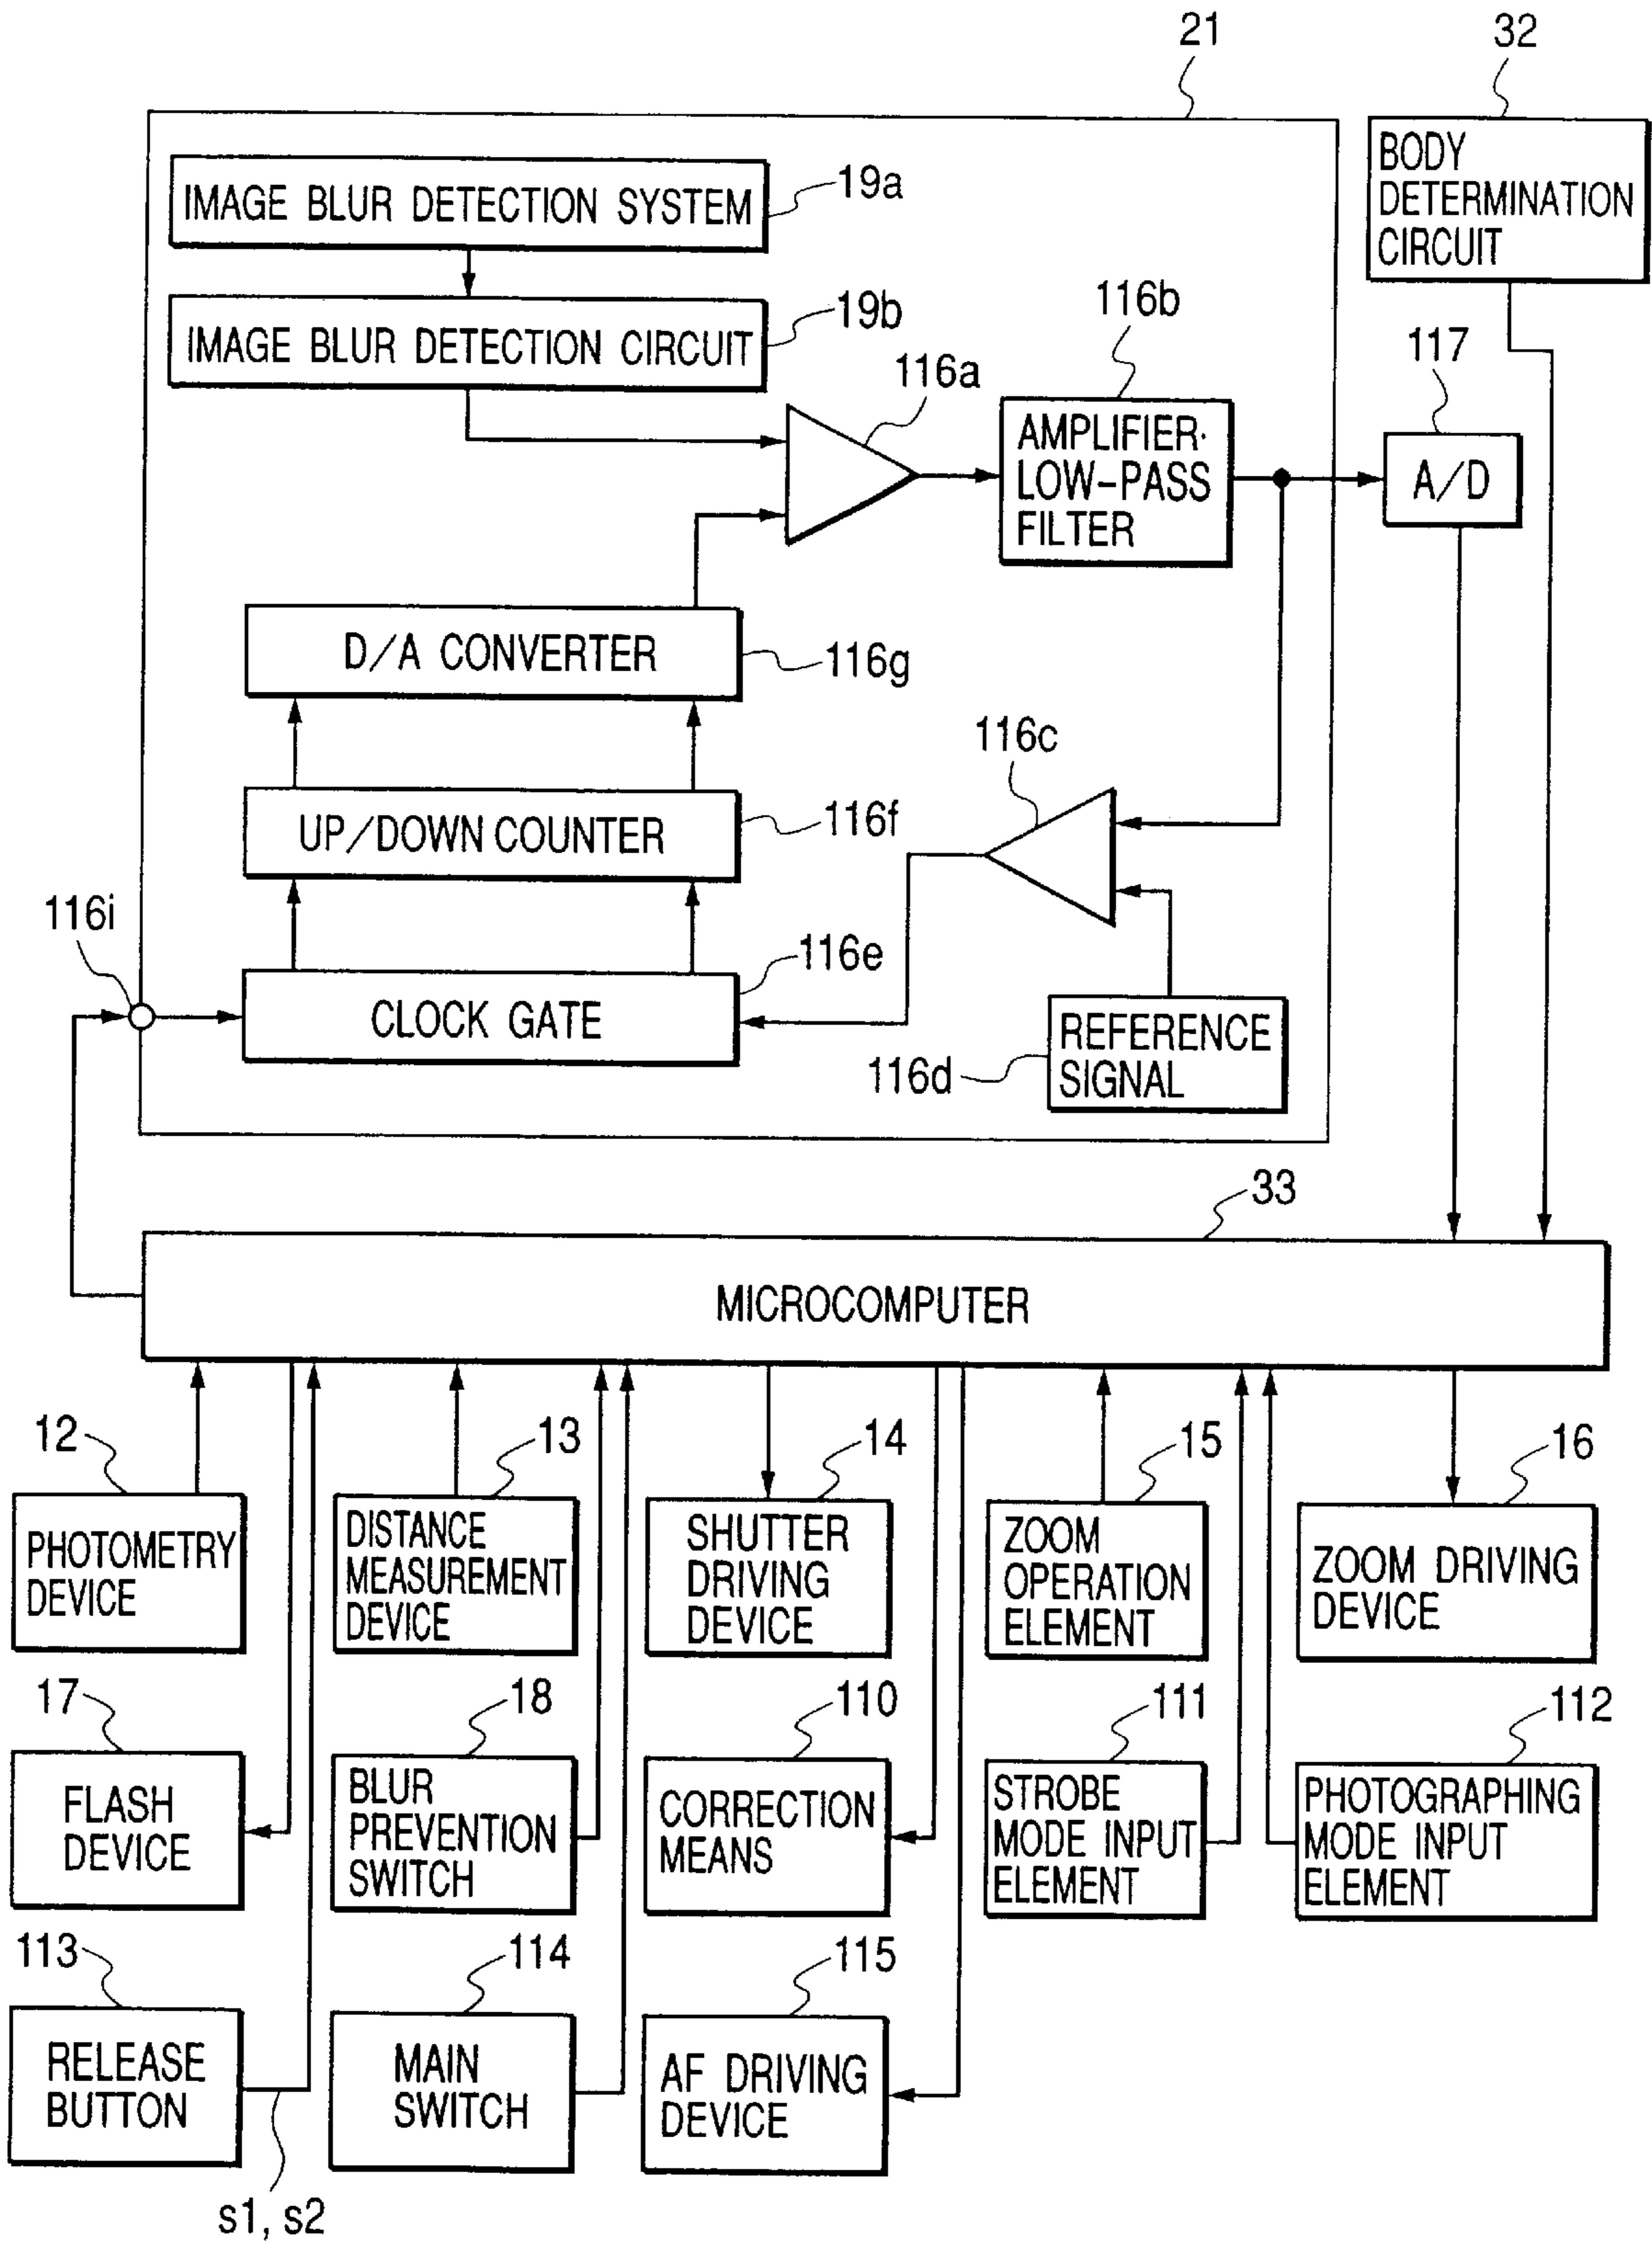 21
32
IMAGE BLUR DETECTION SYSTEM
19a
BODY
DETERMINATION
CIRCUIT
IMAGE BLUR DETECTION CIRCUIT
19b
116a
116b
AMPLIFIER·
LOW-PASS
FILTER
117
A/D
D/A CONVERTER
116g
116c
UP/DOWN COUNTER
116f
116i
116e
CLOCK GATE
REFERENCE
SIGNAL
116d
33
MICROCOMPUTER
12
PHOTOMETRY
DEVICE
13
DISTANCE
MEASUREMENT
DEVICE
14
SHUTTER
DRIVING
DEVICE
15
ZOOM
OPERATION
ELEMENT
16
ZOOM DRIVING
DEVICE
17
FLASH
DEVICE
18
BLUR
PREVENTION
SWITCH
110
CORRECTION
MEANS
111
STROBE
MODE INPUT
ELEMENT
112
PHOTOGRAPHING
MODE INPUT
ELEMENT
113
RELEASE
BUTTON
114
MAIN
SWITCH
115
AF DRIVING
DEVICE
s1, s2